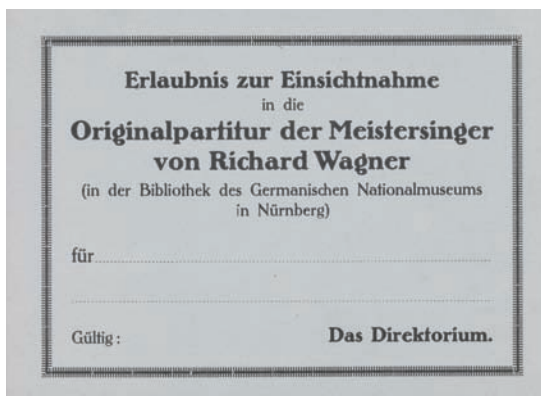 Erlaubnis zur Einsichtnahme
in die
Originalpartitur der Meistersinger
von Richard Wagner
(in der Bibliothek des Germanischen Nationalmuseums
in Nürnberg)
für
Gültig:
Das Direktorium.